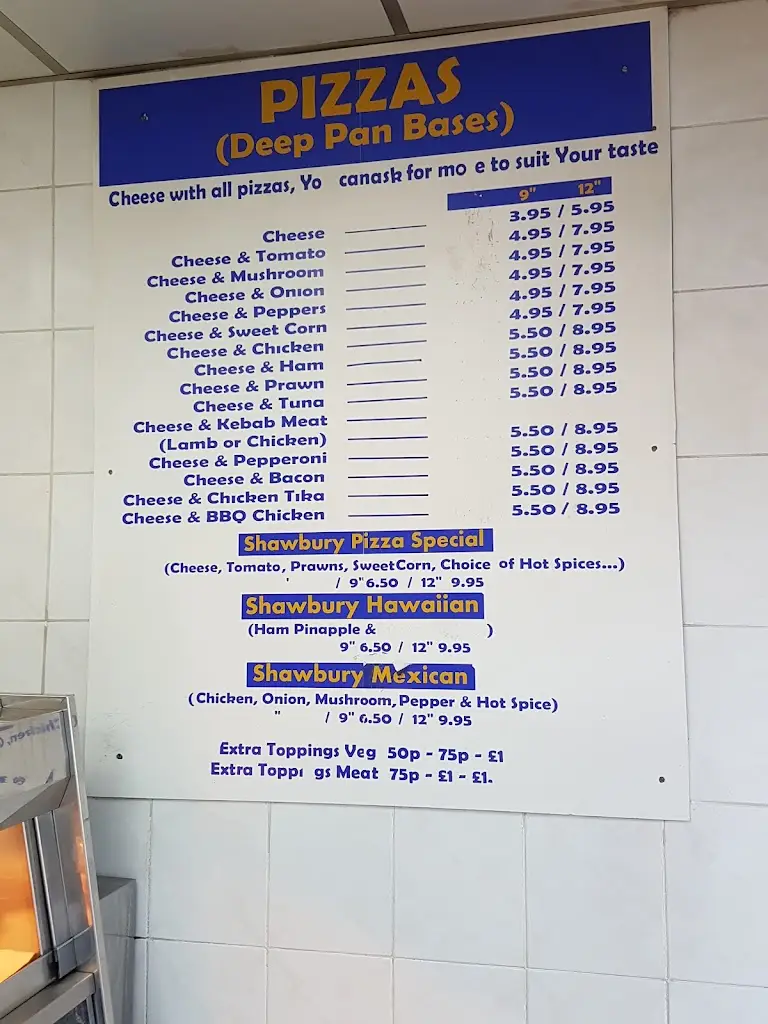 PIZZAS
(Deep Pan Bases)
Cheese with all pizzas, Yo canask for mo e to suit Your taste
9" 12"
Cheese 3.95 / 5.95
Cheese & Tomato 4.95 / 7.95
Cheese & Mushroom 4.95 / 7.95
Cheese & Onion 4.95 / 7.95
Cheese & Peppers 4.95 / 7.95
Cheese & Sweet Corn 4.95 / 7.95
Cheese & Chicken 5.50 / 8.95
Cheese & Ham 5.50 / 8.95
Cheese & Prawn 5.50 / 8.95
Cheese & Tuna 5.50 / 8.95
Cheese & Kebab Meat
(Lamb or Chicken) 5.50 / 8.95
Cheese & Pepperoni 5.50 / 8.95
Cheese & Bacon 5.50 / 8.95
Cheese & Chicken Tika 5.50 / 8.95
Cheese & BBQ Chicken 5.50 / 8.95
Shawbury Pizza Special
(Cheese, Tomato, Prawns, SweetCorn, Choice of Hot Spices...)
/ 9" 6.50 / 12" 9.95
Shawbury Hawaiian
(Ham Pinapple & )
9" 6.50 / 12" 9.95
Shawbury Mexican
(Chicken, Onion, Mushroom, Pepper & Hot Spice)
" / 9" 6.50 / 12" 9.95
Extra Toppings Veg 50p - 75p - £1
Extra Toppi gs Meat 75p - £1 - £1.